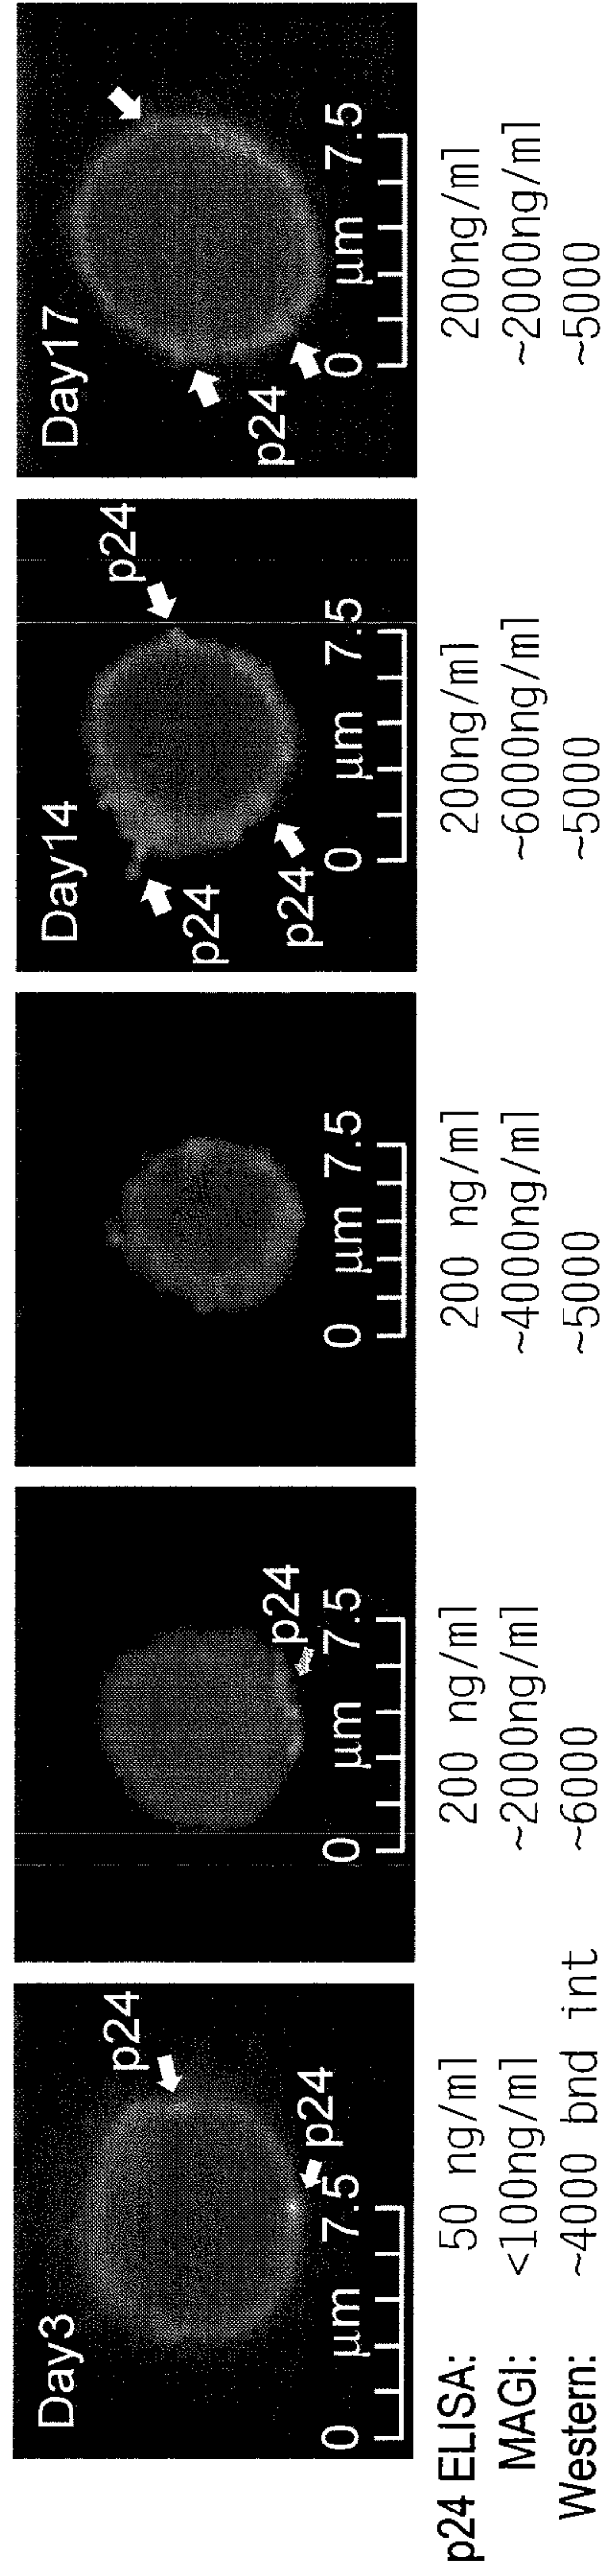 Day3
p24
p24
0 µm 7.5
p24
0 µm 7.5
0 µm 7.5
Day14
p24
p24
p24
0 µm 7.5
Day17
p24
0 µm 7.5
p24 ELISA: 50 ng/ml 200 ng/ml 200 ng/ml 200ng/ml 200ng/ml
MAGI: <100ng/ml ~2000ng/ml ~4000ng/ml ~6000ng/ml ~2000ng/ml
Western: ~4000 bnd int ~6000 ~5000 ~5000 ~5000